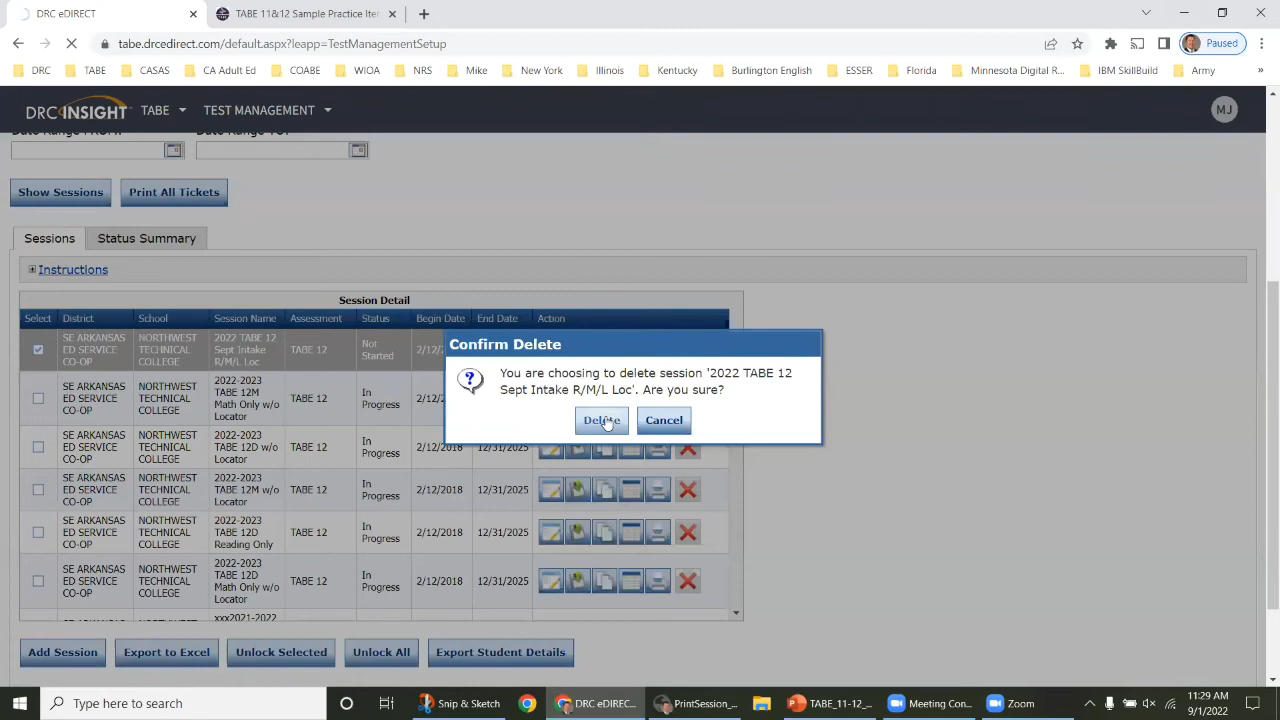 DRC eDIRECT
TABE 11&12 Sample Practice Iter
tabe.drcedirect.com/default.aspx?leapp=TestManagementSetup
Paused
DRC TABE CASAS CA Adult Ed COABE WIOA NRS Mike New York Illinois Kentucky Burlington English ESSER Florida Minnesota Digital R... IBM SkillBuild Army
DRC INSIGHT TABE TEST MANAGEMENT MJ
Date Range FROM: Date Range TO:
Show Sessions Print All Tickets
Sessions Status Summary
Instructions
Session Detail
Select District School Session Name Assessment Status Begin Date End Date Action
SE ARKANSAS ED SERVICE CO-OP NORTHWEST TECHNICAL COLLEGE 2022 TABE 12 Sept Intake R/M/L Loc TABE 12 Not Started 2/12/
SE ARKANSAS ED SERVICE CO-OP NORTHWEST TECHNICAL COLLEGE 2022-2023 TABE 12M Math Only w/o Locator TABE 12 In Progress 2/12/
SE ARKANSAS ED SERVICE CO-OP NORTHWEST TECHNICAL COLLEGE 2022-2023 TABE 12D w/o Locator TABE 12 In Progress 2/12/2018 12/31/2025
SE ARKANSAS ED SERVICE CO-OP NORTHWEST TECHNICAL COLLEGE 2022-2023 TABE 12M w/o Locator TABE 12 In Progress 2/12/2018 12/31/2025
SE ARKANSAS ED SERVICE CO-OP NORTHWEST TECHNICAL COLLEGE 2022-2023 TABE 12D Reading Only TABE 12 In Progress 2/12/2018 12/31/2025
SE ARKANSAS ED SERVICE CO-OP NORTHWEST TECHNICAL COLLEGE 2022-2023 TABE 12D Math Only w/o Locator TABE 12 In Progress 2/12/2018 12/31/2025
xxx2021-2022
Confirm Delete
You are choosing to delete session '2022 TABE 12
Sept Intake R/M/L Loc'. Are you sure?
Delete Cancel
Add Session Export to Excel Unlock Selected Unlock All Export Student Details
Type here to search
Snip & Sketch
DRC eDIREC...
PrintSession_...
TABE_11-12_...
Meeting Con...
Zoom
11:29 AM
9/1/2022